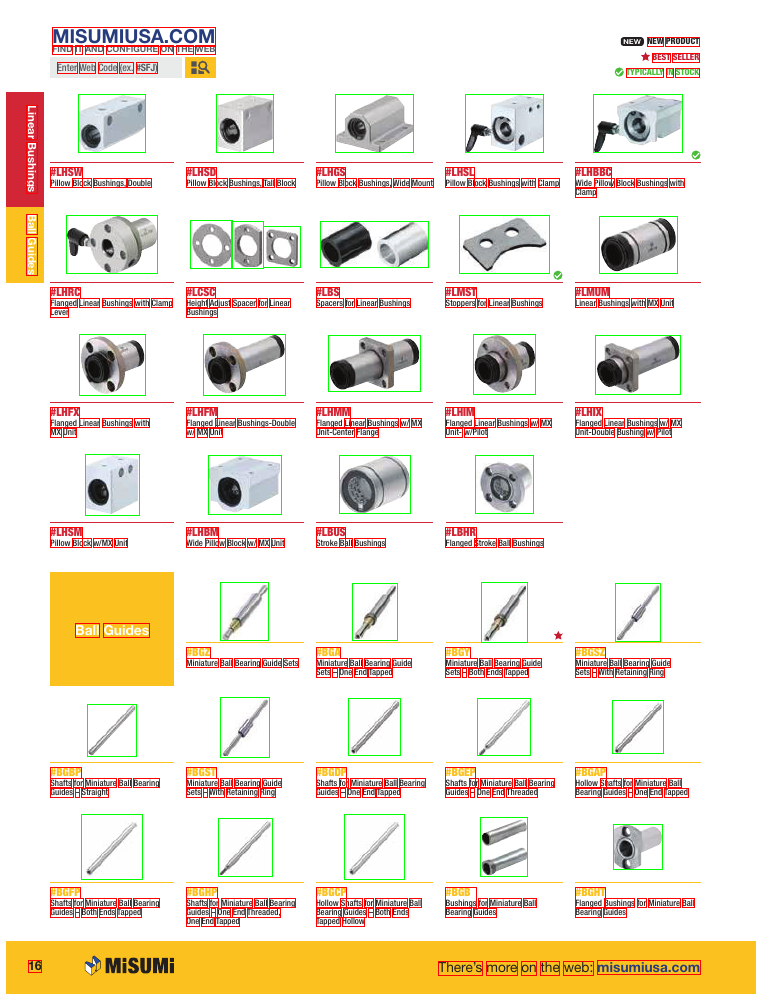 MISUMIUSA.COM
FIND IT AND CONFIGURE ON THE WEB
Enter Web Code (ex. #SFJ)
NEW NEW PRODUCT
BEST SELLER
TYPICALLY IN STOCK
Linear Bushings
Ball Guides
#LHSW
Pillow Block Bushings, Double
#LHSD
Pillow Block Bushings, Tall Block
#LHGS
Pillow Block Bushings, Wide Mount
#LHSL
Pillow Block Bushings with Clamp
#LHBBC
Wide Pillow Block Bushings with
Clamp
#LHRC
Flanged Linear Bushings with Clamp
Lever
#LCSC
Height Adjust Spacer for Linear
Bushings
#LBS
Spacers for Linear Bushings
#LMST
Stoppers for Linear Bushings
#LMUM
Linear Bushings with MX Unit
#LHFX
Flanged Linear Bushings with
MX Unit
#LHFM
Flanged Linear Bushings-Double
w/ MX Unit
#LHMM
Flanged Linear Bushings w/ MX
Unit-Center Flange
#LHIM
Flanged Linear Bushings w/ MX
Unit- w/Pilot
#LHIX
Flanged Linear Bushings w/ MX
Unit-Double Bushing w/ Pilot
#LHSM
Pillow Block w/MX Unit
#LHBM
Wide Pillow Block w/ MX Unit
#LBUS
Stroke Ball Bushings
#LBHR
Flanged Stroke Ball Bushings
Ball Guides
#BGZ
Miniature Ball Bearing Guide Sets
#BGA
Miniature Ball Bearing Guide
Sets – One End Tapped
#BGY
Miniature Ball Bearing Guide
Sets – Both Ends Tapped
#BGSZ
Miniature Ball Bearing Guide
Sets – With Retaining Ring
#BGBP
Shafts for Miniature Ball Bearing
Guides – Straight
#BGST
Miniature Ball Bearing Guide
Sets – With Retaining Ring
#BGDP
Shafts for Miniature Ball Bearing
Guides – One End Tapped
#BGEP
Shafts for Miniature Ball Bearing
Guides – One End Threaded
#BGAP
Hollow Shafts for Miniature Ball
Bearing Guides – One End Tapped
#BGFP
Shafts for Miniature Ball Bearing
Guides – Both Ends Tapped
#BGHP
Shafts for Miniature Ball Bearing
Guides – One End Threaded,
One End Tapped
#BGCP
Hollow Shafts for Miniature Ball
Bearing Guides – Both Ends
Tapped Hollow
#BGB
Bushings for Miniature Ball
Bearing Guides
#BGHT
Flanged Bushings for Miniature Ball
Bearing Guides
16
MiSUMi
There's more on the web: misumiusa.com